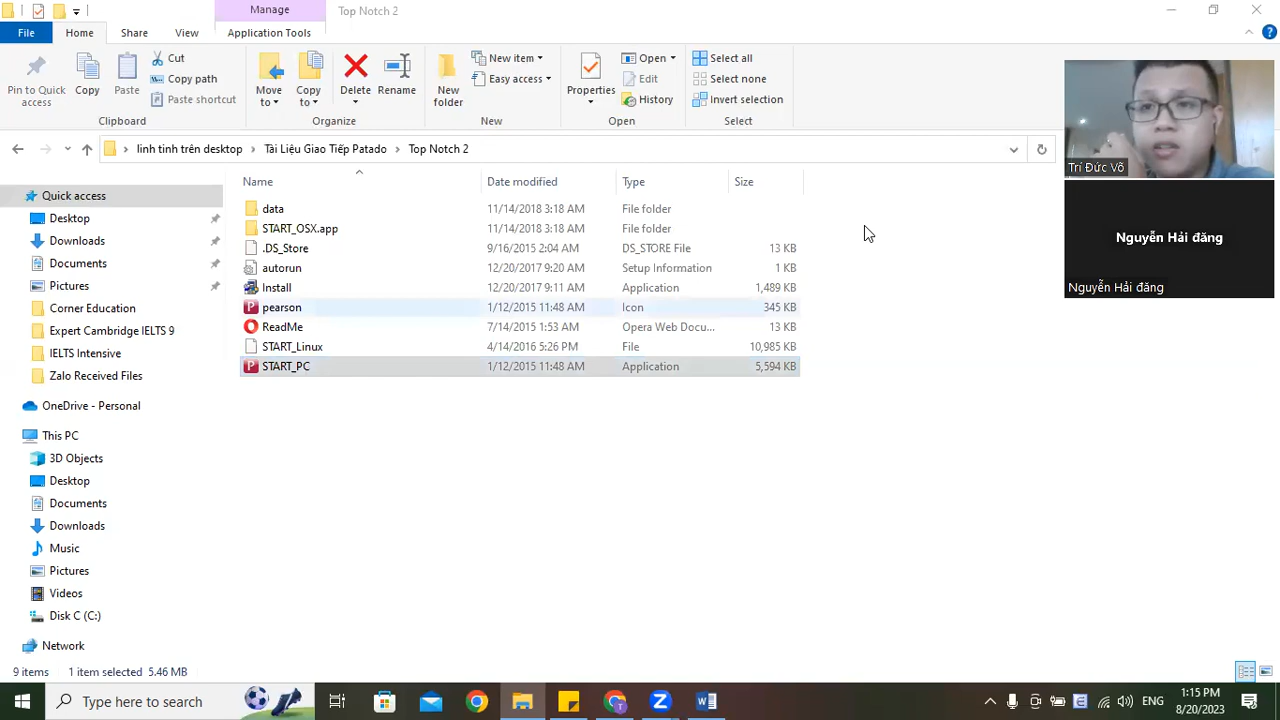 Manage
Top Notch 2
File
Home
Share
View
Application Tools
Pin to Quick access
Copy
Paste
Cut
Copy path
Paste shortcut
Clipboard
Move to
Copy to
Delete
Rename
Organize
New folder
New item
Easy access
New
Properties
Open
Edit
History
Open
Select all
Select none
Invert selection
Select
linh tinh trên desktop > Tài Liệu Giao Tiếp Patado > Top Notch 2
Name
Date modified
Type
Size
data 11/14/2018 3:18 AM File folder
START_OSX.app 11/14/2018 3:18 AM File folder
.DS_Store 9/16/2015 2:04 AM DS_STORE File 13 KB
autorun 12/20/2017 9:20 AM Setup Information 1 KB
Install 12/20/2017 9:11 AM Application 1,489 KB
pearson 1/12/2015 11:48 AM Icon 345 KB
ReadMe 7/14/2015 1:53 AM Opera Web Docu... 13 KB
START_Linux 4/14/2016 5:26 PM File 10,985 KB
START_PC 1/12/2015 11:48 AM Application 5,594 KB
Quick access
Desktop
Downloads
Documents
Pictures
Corner Education
Expert Cambridge IELTS 9
IELTS Intensive
Zalo Received Files
OneDrive - Personal
This PC
3D Objects
Desktop
Documents
Downloads
Music
Pictures
Videos
Disk C (C:)
Network
9 items 1 item selected 5.46 MB
Trí Đức Võ
Nguyễn Hải đăng
Nguyễn Hải đăng
Type here to search
ENG
1:15 PM
8/20/2023